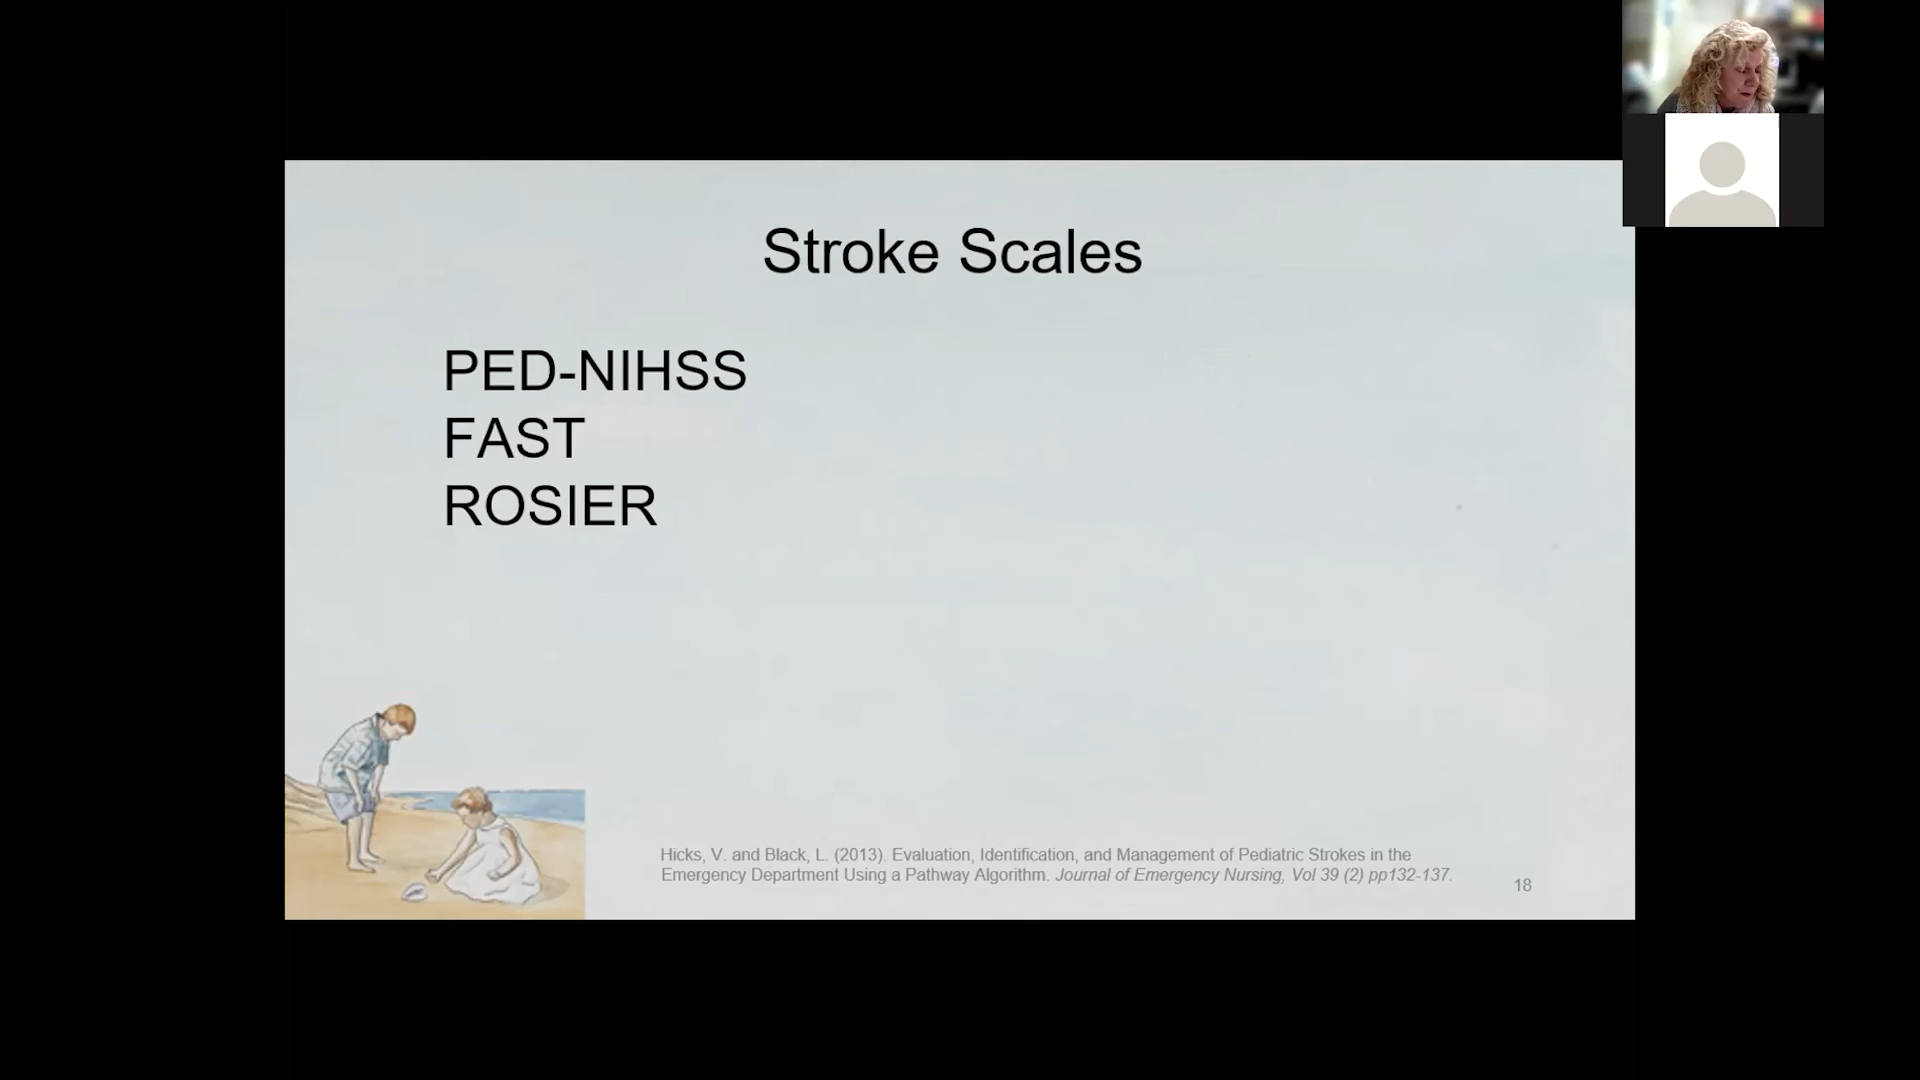 Stroke Scales
PED-NIHSS
FAST
ROSIER
Hicks, V. and Black, L. (2013). Evaluation, Identification, and Management of Pediatric Strokes in the
Emergency Department Using a Pathway Algorithm. Journal of Emergency Nursing, Vol 39 (2) pp132-137.
18